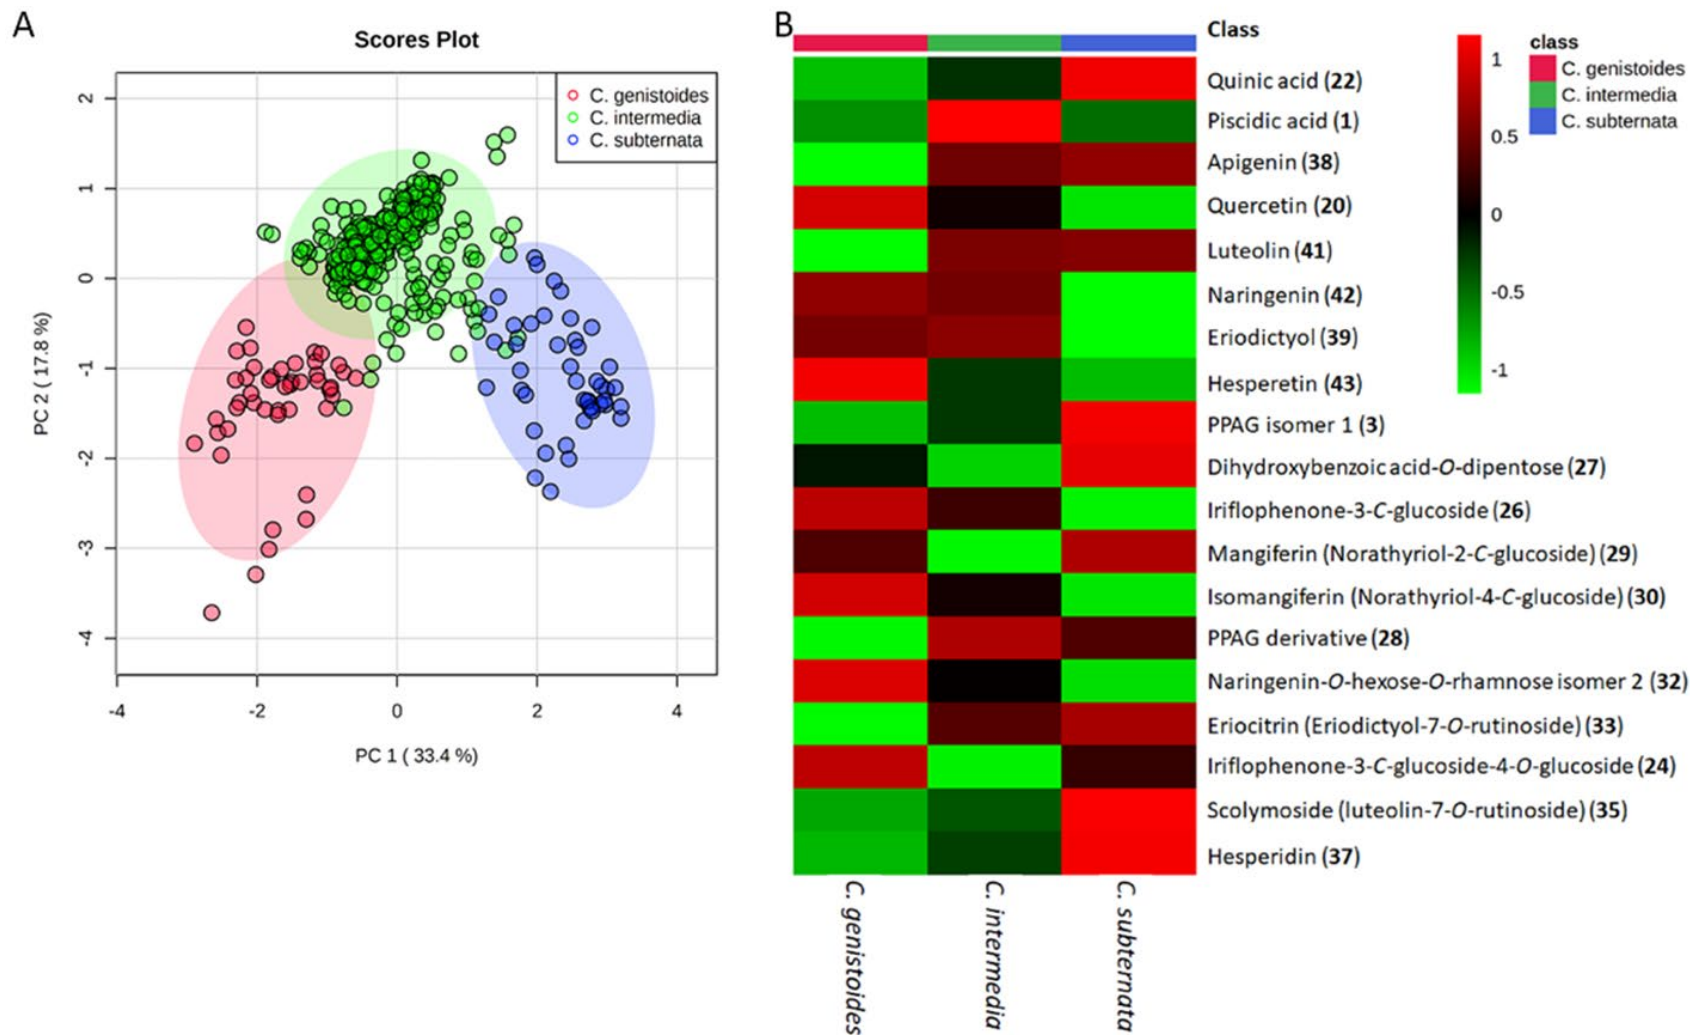 A
Scores Plot
C. genistoides
C. intermedia
C. subternata
2
1
0
-1
-2
-3
-4
PC 2 ( 17.8 %)
-4
-2
0
2
4
PC 1 ( 33.4 %)
B
Class
Quinic acid (22)
Piscidic acid (1)
Apigenin (38)
Quercetin (20)
Luteolin (41)
Naringenin (42)
Eriodictyol (39)
Hesperetin (43)
PPAG isomer 1 (3)
Dihydroxybenzoic acid-O-dipentose (27)
Iriflophenone-3-C-glucoside (26)
Mangiferin (Norathyriol-2-C-glucoside) (29)
Isomangiferin (Norathyriol-4-C-glucoside) (30)
PPAG derivative (28)
Naringenin-O-hexose-O-rhamnose isomer 2 (32)
Eriocitrin (Eriodictyol-7-O-rutinoside) (33)
Iriflophenone-3-C-glucoside-4-O-glucoside (24)
Scolymoside (luteolin-7-O-rutinoside) (35)
Hesperidin (37)
C. genistoides
C. intermedia
C. subternata
1
0.5
0
-0.5
-1
class
C. genistoides
C. intermedia
C. subternata